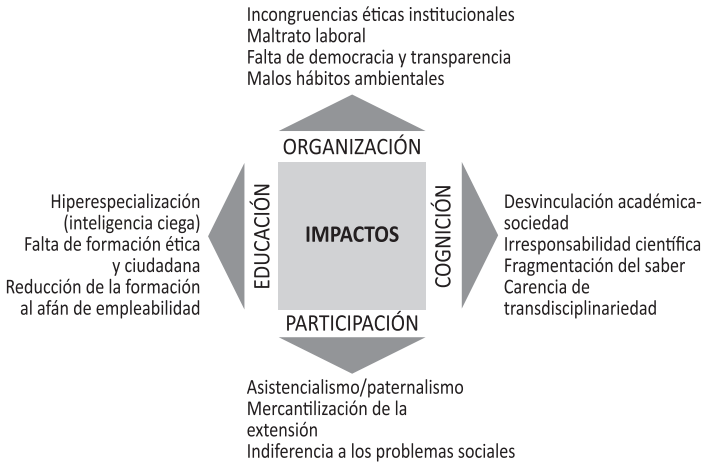 Incongruencias éticas institucionales
Maltrato laboral
Falta de democracia y transparencia
Malos hábitos ambientales
ORGANIZACIÓN
Hiperespecialización
(inteligencia ciega)
Falta de formación ética
y ciudadana
Reducción de la formación
al afán de empleabilidad
EDUCACIÓN
IMPACTOS
COGNICIÓN
Desvinculación académica-
sociedad
Irresponsabilidad científica
Fragmentación del saber
Carencia de
transdisciplinariedad
PARTICIPACIÓN
Asistencialismo/paternalismo
Mercantilización de la
extensión
Indiferencia a los problemas sociales